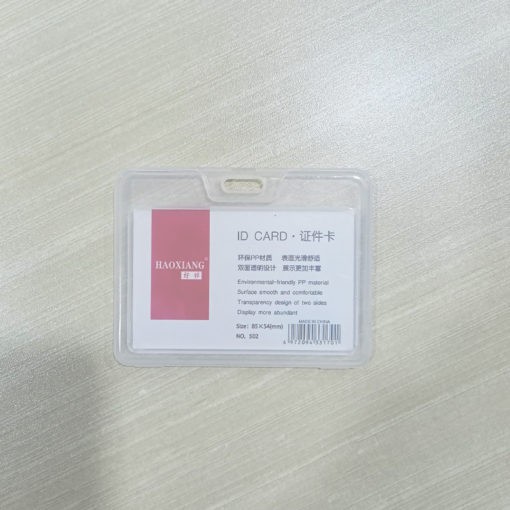 ID CARD · 证件卡
HAOXIANG®
好祥
环保PP材质 表面光滑舒适
双面透明设计 展示更加丰富
Environmental-friendly PP material
Surface smooth and comfortable
Transparency design of two sides
Display more abundant
MADE IN CHINA
Size: 85×54(mm)
NO. 502